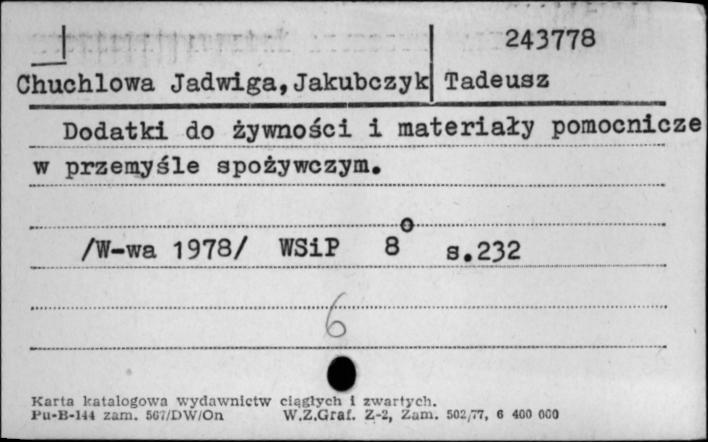 243778
Chuchlowa Jadwiga,Jakubczyk Tadeusz
Dodatki do żywności i materiały pomocnicze
w przemyśle spożywczym.
/W-wa 1978/ WSiP 8° s.232
6
Karta katalogowa wydawnictw ciągłych i zwartych.
Pu-B-144 zam. 567/DW/On W.Z.Graf. Z-2, Zam. 502/77, 6 400 000